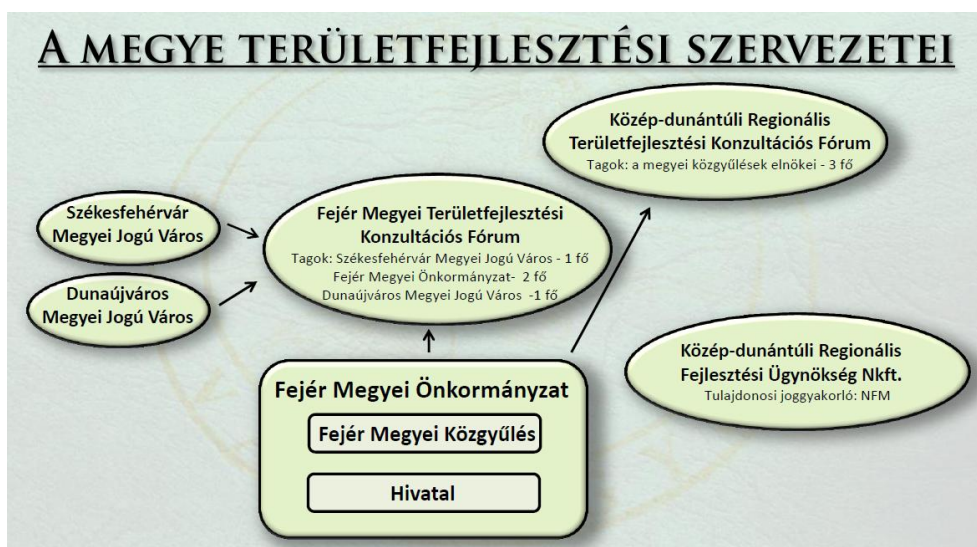 A MEGYE TERÜLETFEJLESZTÉSI SZERVEZETEI
Közép-dunántúli Regionális
Területfejlesztési Konzultációs Fórum
Tagok: a megyei közgyűlések elnökei - 3 fő
Székesfehérvár
Megyei Jogú Város
Fejér Megyei Területfejlesztési
Konzultációs Fórum
Tagok: Székesfehérvár Megyei Jogú Város - 1 fő
Fejér Megyei Önkormányzat- 2 fő
Dunaújváros Megyei Jogú Város -1 fő
Dunaújváros
Megyei Jogú Város
Közép-dunántúli Regionális
Fejlesztési Ügynökség Nkft.
Tulajdonosi joggyakorló: NFM
Fejér Megyei Önkormányzat
Fejér Megyei Közgyűlés
Hivatal